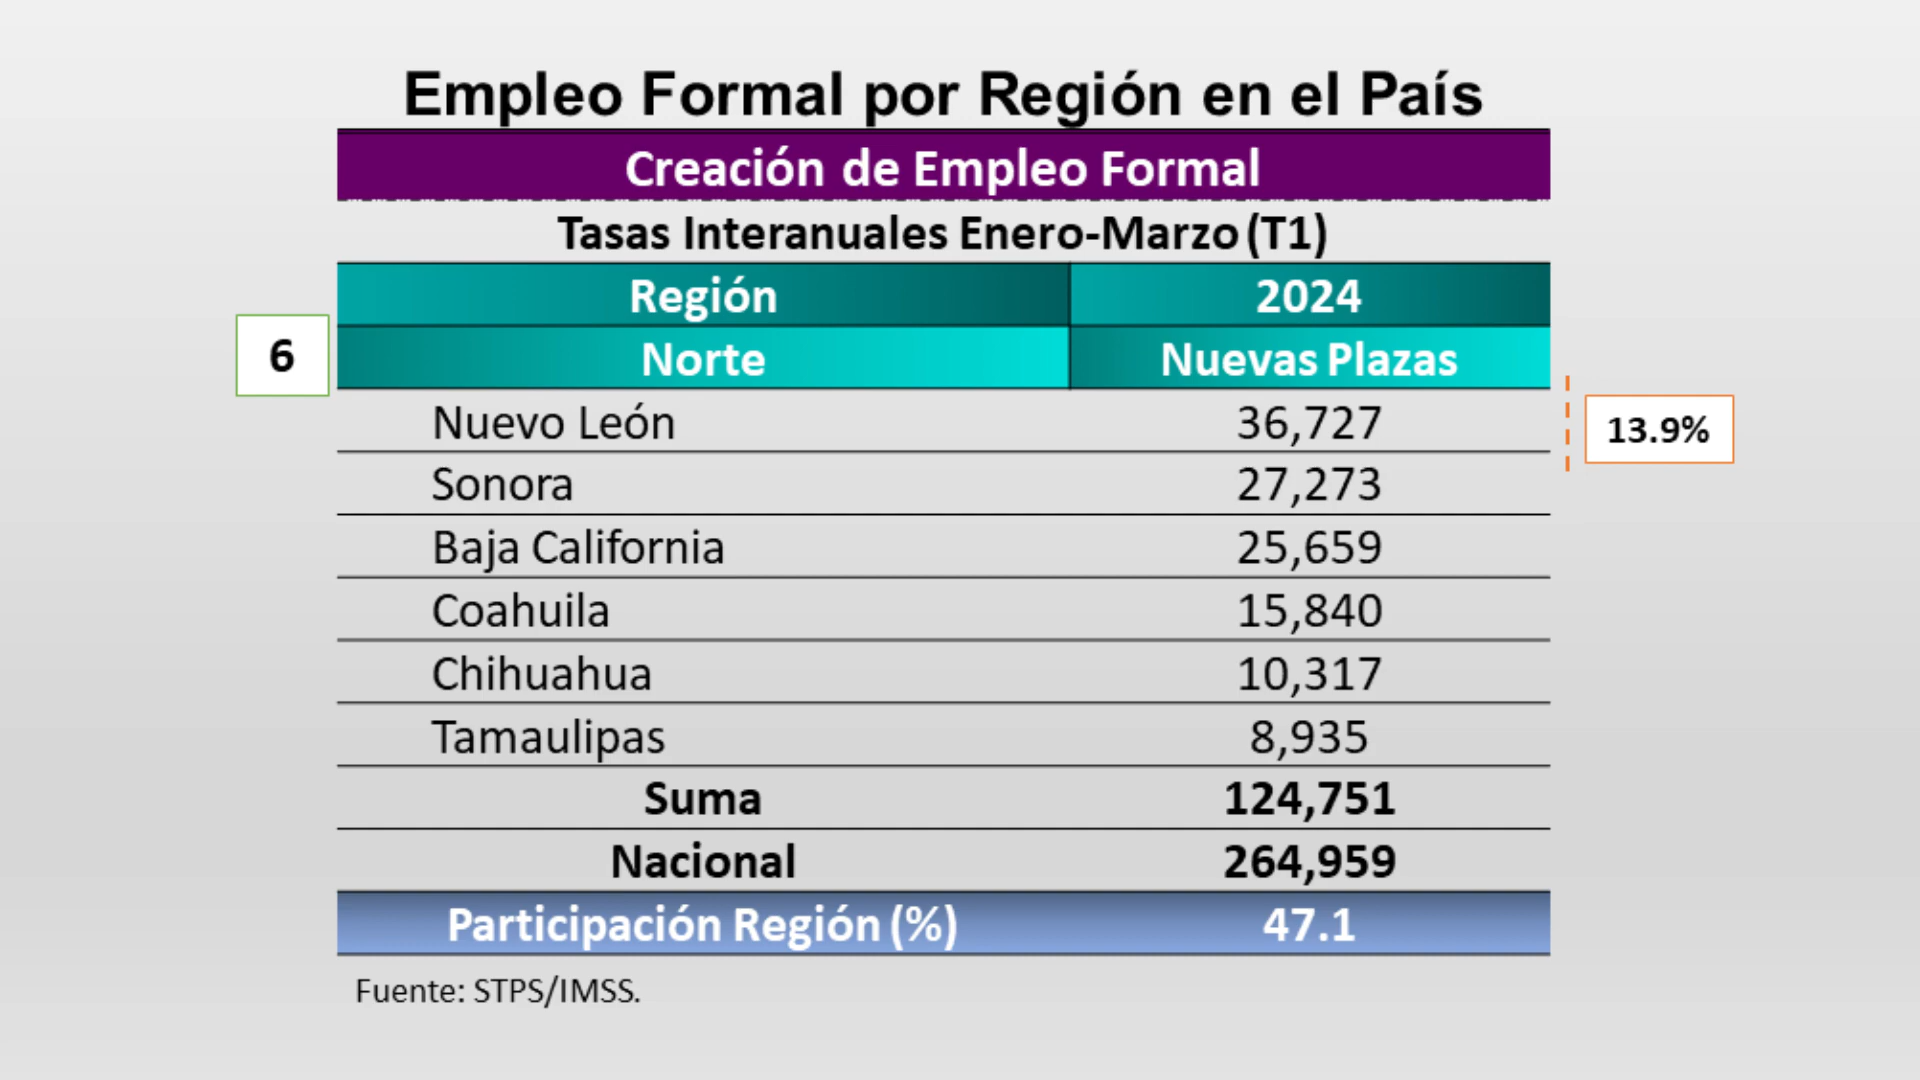 Empleo Formal por Región en el País
Creación de Empleo Formal
Tasas Interanuales Enero-Marzo (T1)
Región 2024
6 Norte Nuevas Plazas
Nuevo León 36,727 13.9%
Sonora 27,273
Baja California 25,659
Coahuila 15,840
Chihuahua 10,317
Tamaulipas 8,935
Suma 124,751
Nacional 264,959
Participación Región (%) 47.1
Fuente: STPS/IMSS.